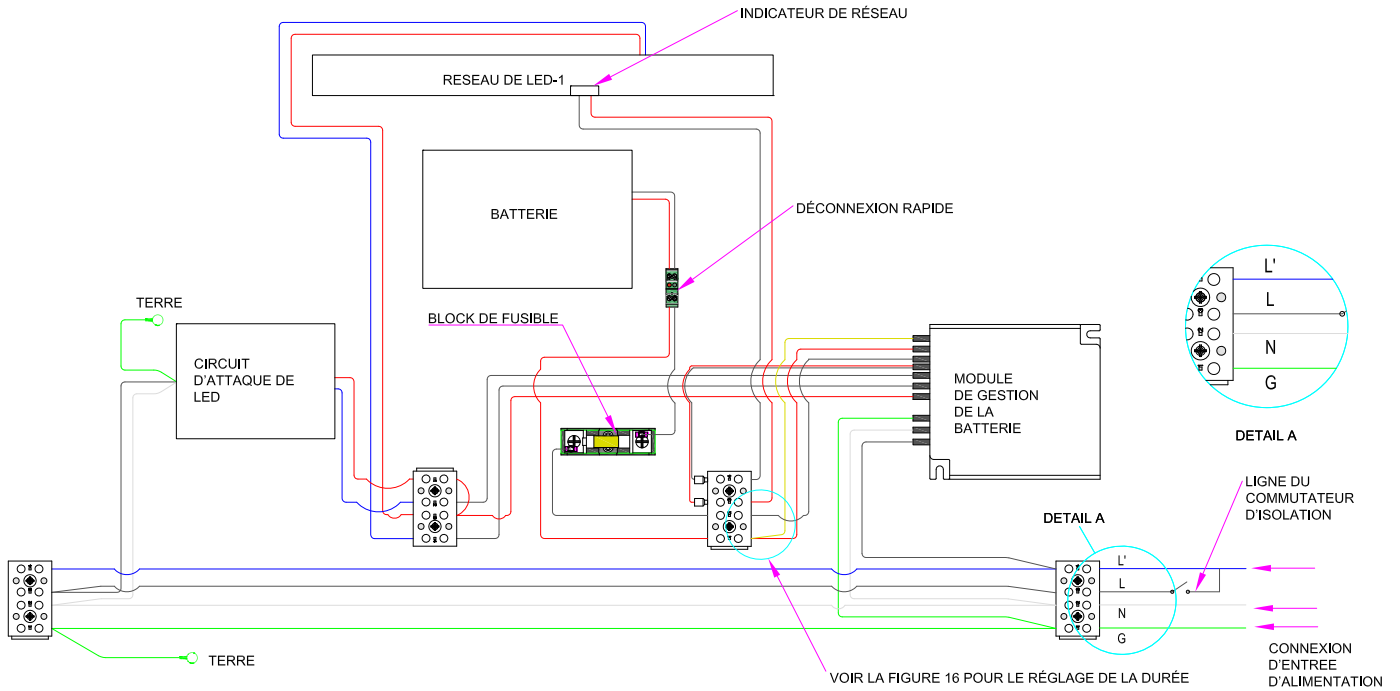 INDICATEUR DE RÉSEAU
RESEAU DE LED-1
BATTERIE
DÉCONNEXION RAPIDE
TERRE
BLOCK DE FUSIBLE
CIRCUIT
D'ATTAQUE DE
LED
MODULE
DE GESTION
DE LA
BATTERIE
L'
L
N
G
DETAIL A
LIGNE DU
COMMUTATEUR
D'ISOLATION
DETAIL A
L'
L
N
G
TERRE
CONNEXION
D'ENTREE
D'ALIMENTATION
VOIR LA FIGURE 16 POUR LE RÉGLAGE DE LA DURÉE